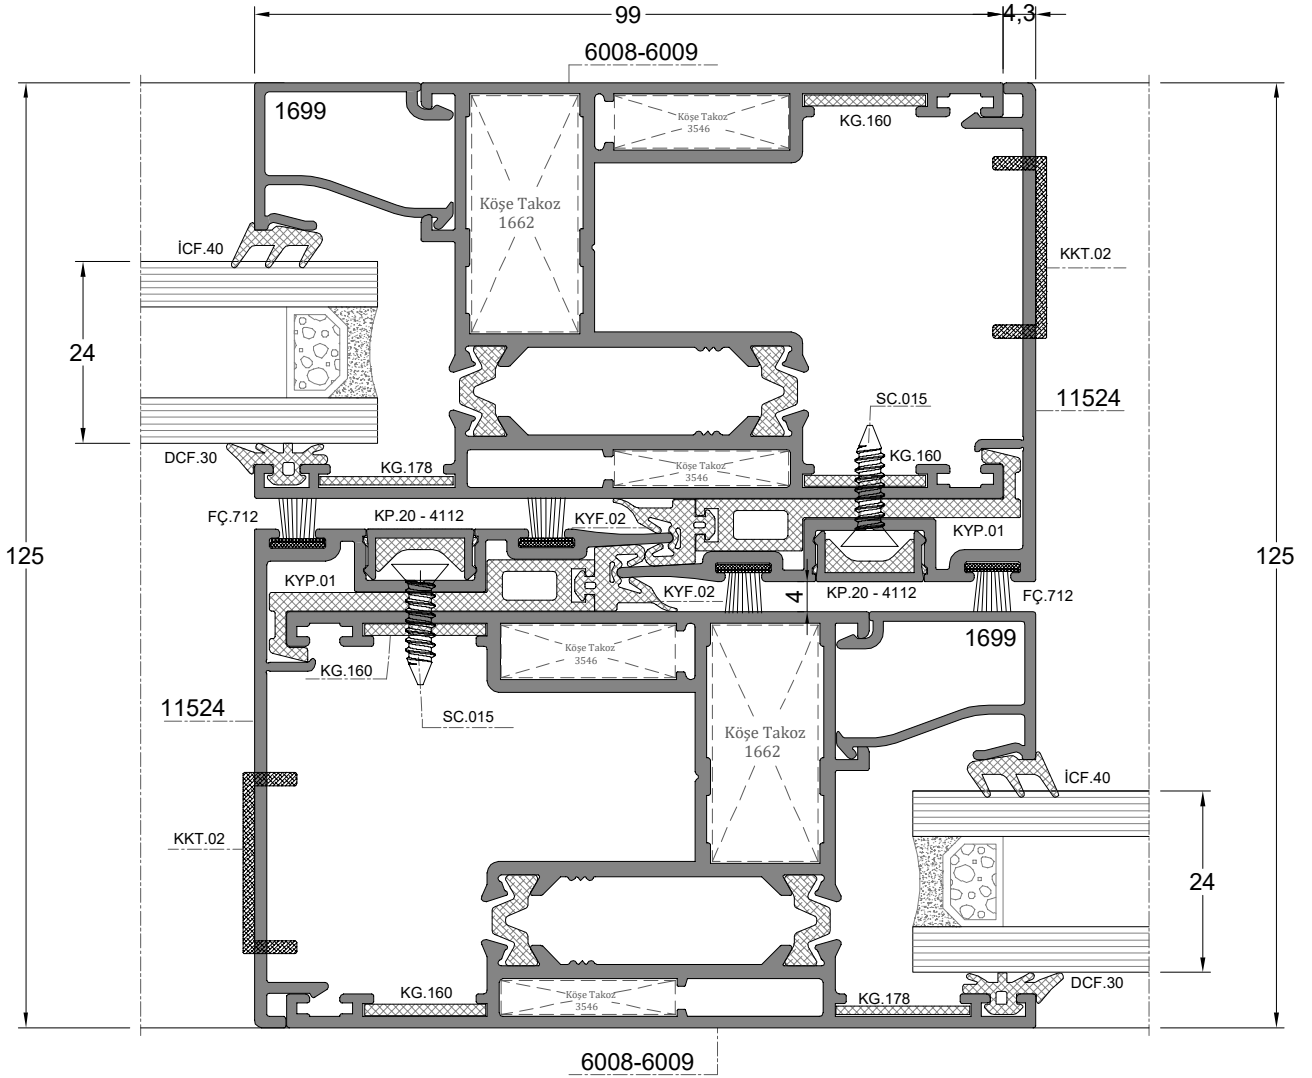 99
4,3
6008-6009
1699
Köşe Takoz
3546
KG.160
Köşe Takoz
1662
İCF.40
KKT.02
24
125
125
SC.015
11524
DCF.30
KG.178
Köşe Takoz
3546
KG.160
FÇ.712
KP.20 - 4112
KYF.02
KYP.01
KYP.01
KYF.02
4
KP.20 - 4112
FÇ.712
1699
Köşe Takoz
3546
KG.160
11524
SC.015
Köşe Takoz
1662
İCF.40
KKT.02
24
KG.160
Köşe Takoz
3546
KG.178
DCF.30
6008-6009